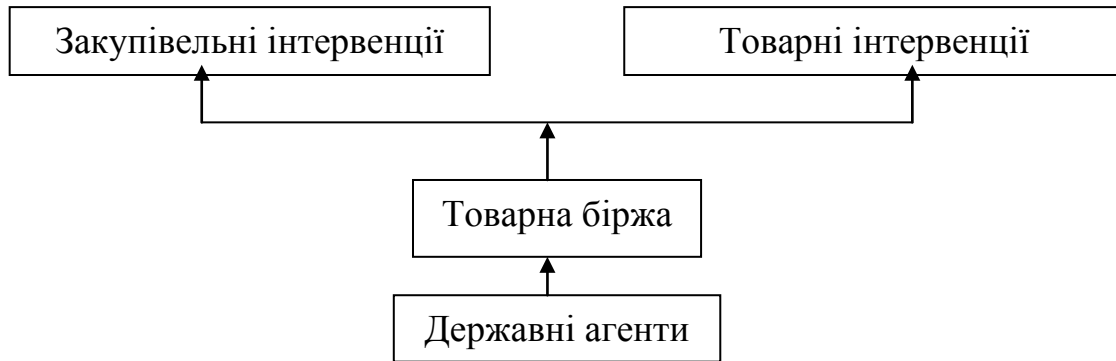 Закупівельні інтервенції
Товарні інтервенції
Товарна біржа
Державні агенти